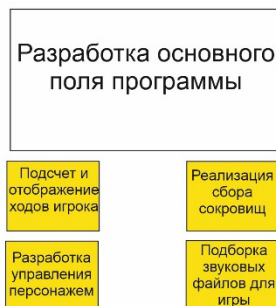 Разработка основного
поля программы
Подсчет и
отображение
ходов игрока
Реализация
сбора
сокровищ
Разработка
управления
персонажем
Подборка
звуковых
файлов для
игры